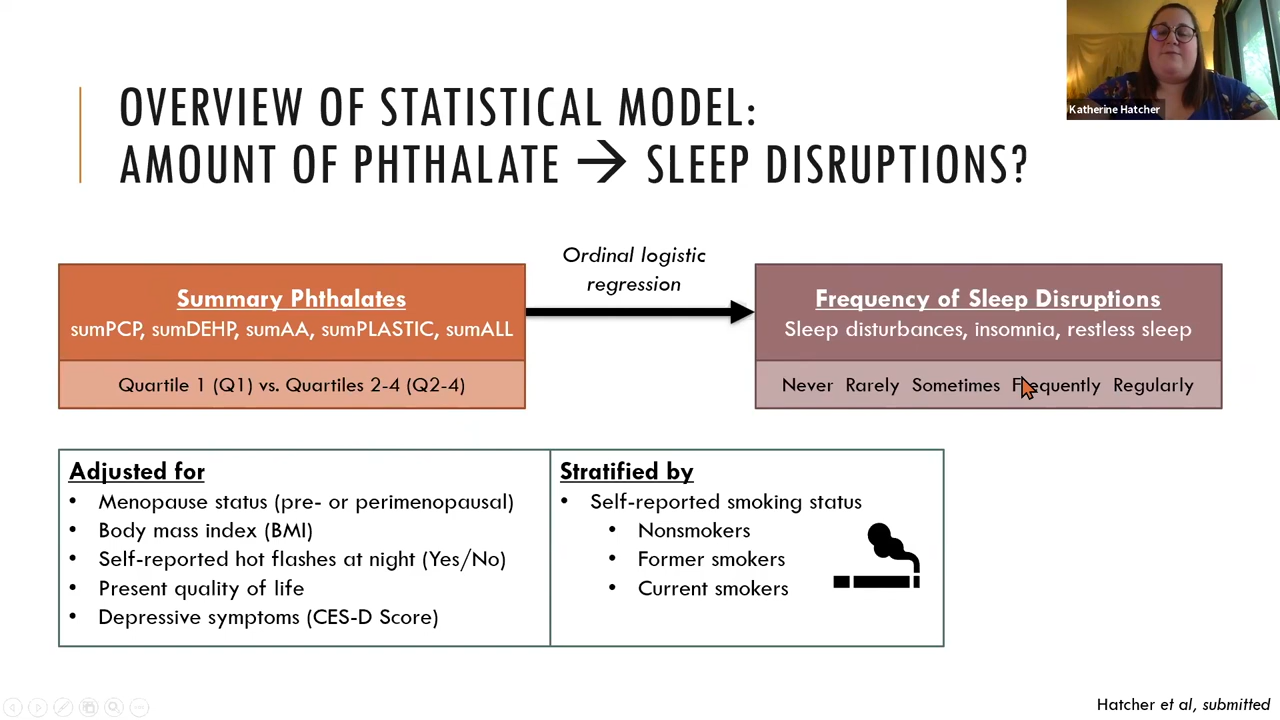 Katherine Hatcher
OVERVIEW OF STATISTICAL MODEL:
AMOUNT OF PHTHALATE → SLEEP DISRUPTIONS?
Ordinal logistic
regression
Summary Phthalates
sumPCP, sumDEHP, sumAA, sumPLASTIC, sumALL
Quartile 1 (Q1) vs. Quartiles 2-4 (Q2-4)
Frequency of Sleep Disruptions
Sleep disturbances, insomnia, restless sleep
Never Rarely Sometimes Frequently Regularly
Adjusted for
• Menopause status (pre- or perimenopausal)
• Body mass index (BMI)
• Self-reported hot flashes at night (Yes/No)
• Present quality of life
• Depressive symptoms (CES-D Score)
Stratified by
• Self-reported smoking status
• Nonsmokers
• Former smokers
• Current smokers
Hatcher et al, submitted